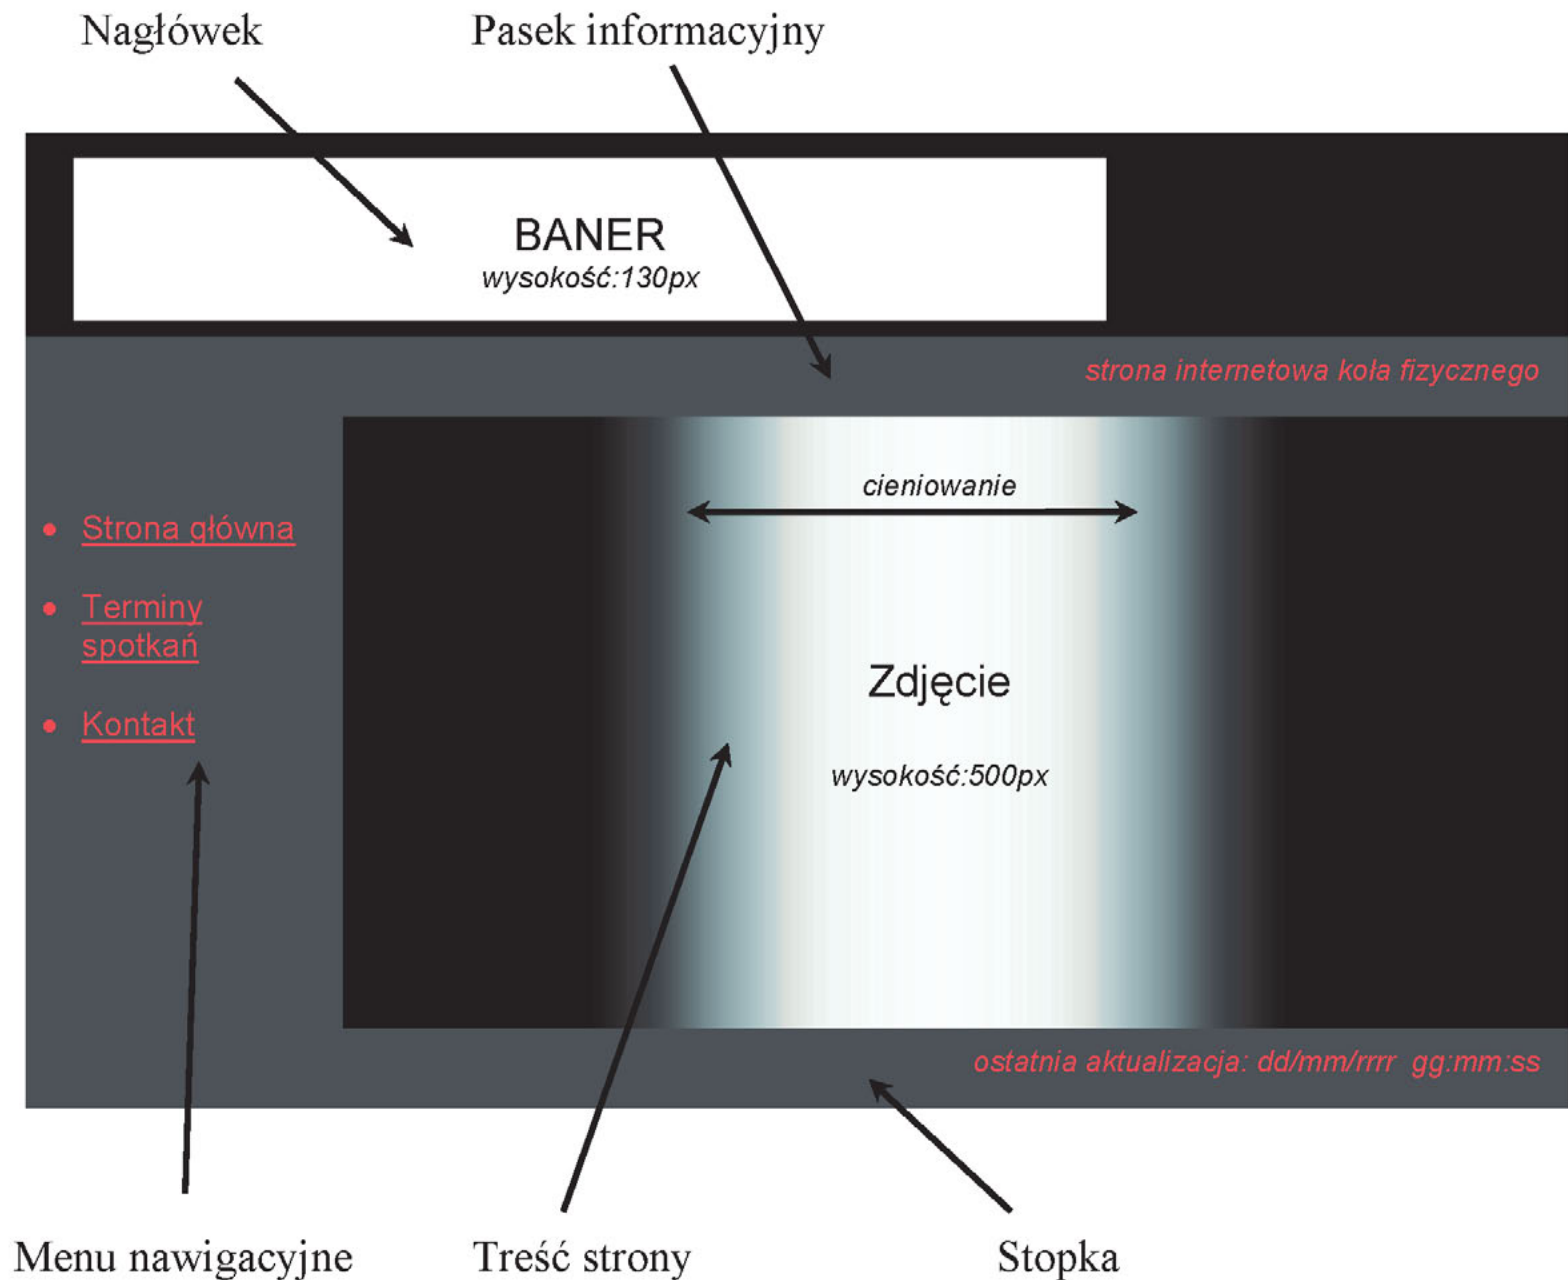 Nagłówek
Pasek informacyjny
BANER
wysokość:130px
strona internetowa koła fizycznego
cieniowanie
Strona główna
Terminy
spotkań
Kontakt
Zdjęcie
wysokość:500px
ostatnia aktualizacja: dd/mm/rrrr gg:mm:ss
Menu nawigacyjne
Treść strony
Stopka